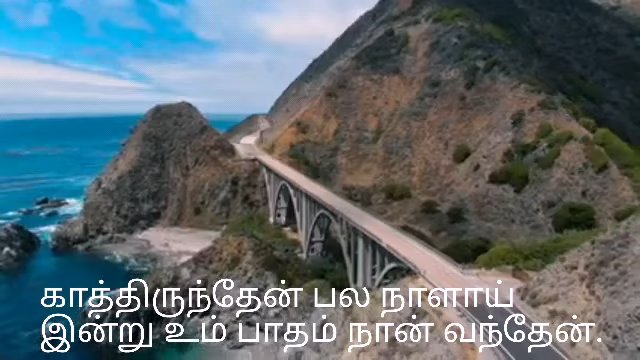 காத்திருந்தேன் பல நாளாய்
இன்று உம் பாதம் நான் வந்தேன்.